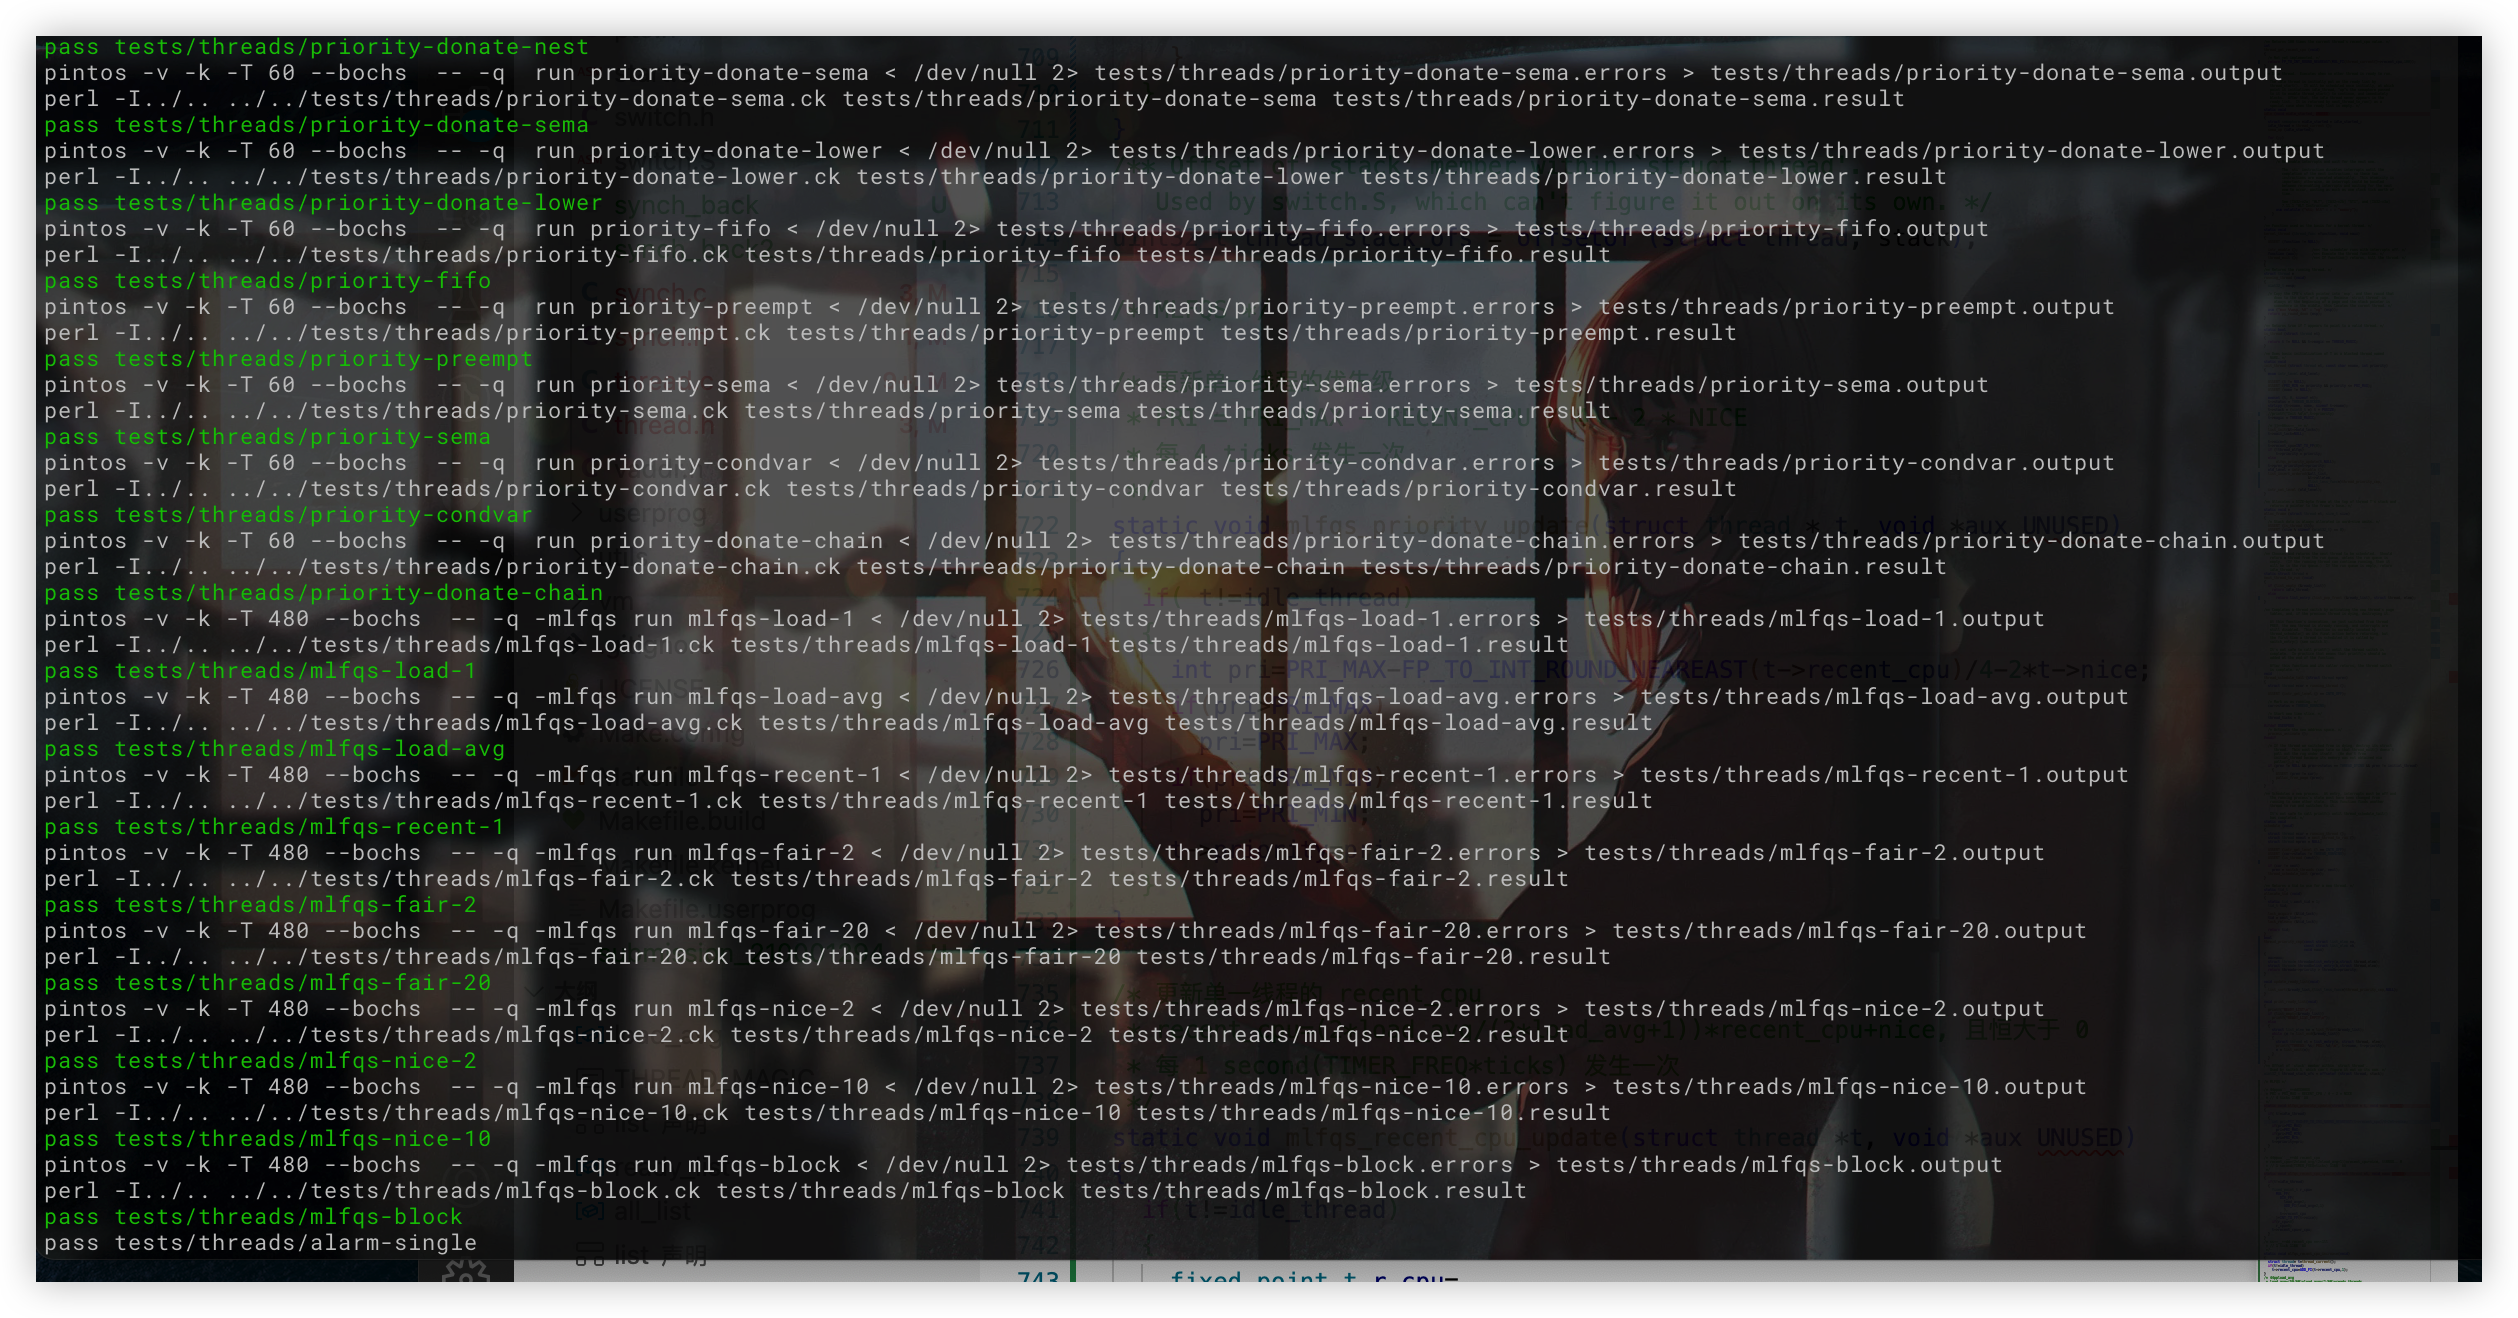 pass tests/threads/priority-donate-nest
pintos -v -k -T 60 --bochs  -- -q  run priority-donate-sema < /dev/null 2> tests/threads/priority-donate-sema.errors > tests/threads/priority-donate-sema.output
perl -I../.. ../../tests/threads/priority-donate-sema.ck tests/threads/priority-donate-sema tests/threads/priority-donate-sema.result
pass tests/threads/priority-donate-sema
pintos -v -k -T 60 --bochs  -- -q  run priority-donate-lower < /dev/null 2> tests/threads/priority-donate-lower.errors > tests/threads/priority-donate-lower.output
perl -I../.. ../../tests/threads/priority-donate-lower.ck tests/threads/priority-donate-lower tests/threads/priority-donate-lower.result
pass tests/threads/priority-donate-lower
pintos -v -k -T 60 --bochs  -- -q  run priority-fifo < /dev/null 2> tests/threads/priority-fifo.errors > tests/threads/priority-fifo.output
perl -I../.. ../../tests/threads/priority-fifo.ck tests/threads/priority-fifo tests/threads/priority-fifo.result
pass tests/threads/priority-fifo
pintos -v -k -T 60 --bochs  -- -q  run priority-preempt < /dev/null 2> tests/threads/priority-preempt.errors > tests/threads/priority-preempt.output
perl -I../.. ../../tests/threads/priority-preempt.ck tests/threads/priority-preempt tests/threads/priority-preempt.result
pass tests/threads/priority-preempt
pintos -v -k -T 60 --bochs  -- -q  run priority-sema < /dev/null 2> tests/threads/priority-sema.errors > tests/threads/priority-sema.output
perl -I../.. ../../tests/threads/priority-sema.ck tests/threads/priority-sema tests/threads/priority-sema.result
pass tests/threads/priority-sema
pintos -v -k -T 60 --bochs  -- -q  run priority-condvar < /dev/null 2> tests/threads/priority-condvar.errors > tests/threads/priority-condvar.output
perl -I../.. ../../tests/threads/priority-condvar.ck tests/threads/priority-condvar tests/threads/priority-condvar.result
pass tests/threads/priority-condvar
pintos -v -k -T 60 --bochs  -- -q  run priority-donate-chain < /dev/null 2> tests/threads/priority-donate-chain.errors > tests/threads/priority-donate-chain.output
perl -I../.. ../../tests/threads/priority-donate-chain.ck tests/threads/priority-donate-chain tests/threads/priority-donate-chain.result
pass tests/threads/priority-donate-chain
pintos -v -k -T 480 --bochs  -- -q -mlfqs run mlfqs-load-1 < /dev/null 2> tests/threads/mlfqs-load-1.errors > tests/threads/mlfqs-load-1.output
perl -I../.. ../../tests/threads/mlfqs-load-1.ck tests/threads/mlfqs-load-1 tests/threads/mlfqs-load-1.result
pass tests/threads/mlfqs-load-1
pintos -v -k -T 480 --bochs  -- -q -mlfqs run mlfqs-load-avg < /dev/null 2> tests/threads/mlfqs-load-avg.errors > tests/threads/mlfqs-load-avg.output
perl -I../.. ../../tests/threads/mlfqs-load-avg.ck tests/threads/mlfqs-load-avg tests/threads/mlfqs-load-avg.result
pass tests/threads/mlfqs-load-avg
pintos -v -k -T 480 --bochs  -- -q -mlfqs run mlfqs-recent-1 < /dev/null 2> tests/threads/mlfqs-recent-1.errors > tests/threads/mlfqs-recent-1.output
perl -I../.. ../../tests/threads/mlfqs-recent-1.ck tests/threads/mlfqs-recent-1 tests/threads/mlfqs-recent-1.result
pass tests/threads/mlfqs-recent-1
pintos -v -k -T 480 --bochs  -- -q -mlfqs run mlfqs-fair-2 < /dev/null 2> tests/threads/mlfqs-fair-2.errors > tests/threads/mlfqs-fair-2.output
perl -I../.. ../../tests/threads/mlfqs-fair-2.ck tests/threads/mlfqs-fair-2 tests/threads/mlfqs-fair-2.result
pass tests/threads/mlfqs-fair-2
pintos -v -k -T 480 --bochs  -- -q -mlfqs run mlfqs-fair-20 < /dev/null 2> tests/threads/mlfqs-fair-20.errors > tests/threads/mlfqs-fair-20.output
perl -I../.. ../../tests/threads/mlfqs-fair-20.ck tests/threads/mlfqs-fair-20 tests/threads/mlfqs-fair-20.result
pass tests/threads/mlfqs-fair-20
pintos -v -k -T 480 --bochs  -- -q -mlfqs run mlfqs-nice-2 < /dev/null 2> tests/threads/mlfqs-nice-2.errors > tests/threads/mlfqs-nice-2.output
perl -I../.. ../../tests/threads/mlfqs-nice-2.ck tests/threads/mlfqs-nice-2 tests/threads/mlfqs-nice-2.result
pass tests/threads/mlfqs-nice-2
pintos -v -k -T 480 --bochs  -- -q -mlfqs run mlfqs-nice-10 < /dev/null 2> tests/threads/mlfqs-nice-10.errors > tests/threads/mlfqs-nice-10.output
perl -I../.. ../../tests/threads/mlfqs-nice-10.ck tests/threads/mlfqs-nice-10 tests/threads/mlfqs-nice-10.result
pass tests/threads/mlfqs-nice-10
pintos -v -k -T 480 --bochs  -- -q -mlfqs run mlfqs-block < /dev/null 2> tests/threads/mlfqs-block.errors > tests/threads/mlfqs-block.output
perl -I../.. ../../tests/threads/mlfqs-block.ck tests/threads/mlfqs-block tests/threads/mlfqs-block.result
pass tests/threads/mlfqs-block
pass tests/threads/alarm-single